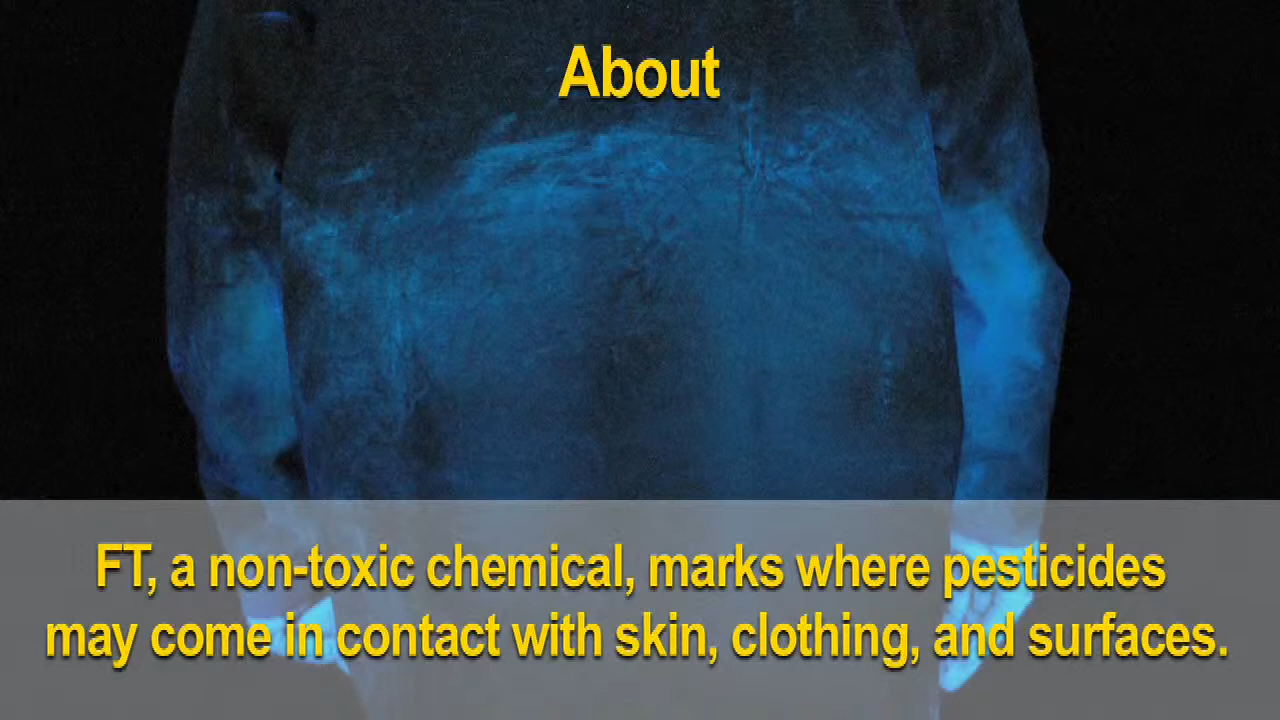 About
FT, a non-toxic chemical, marks where pesticides
may come in contact with skin, clothing, and surfaces.